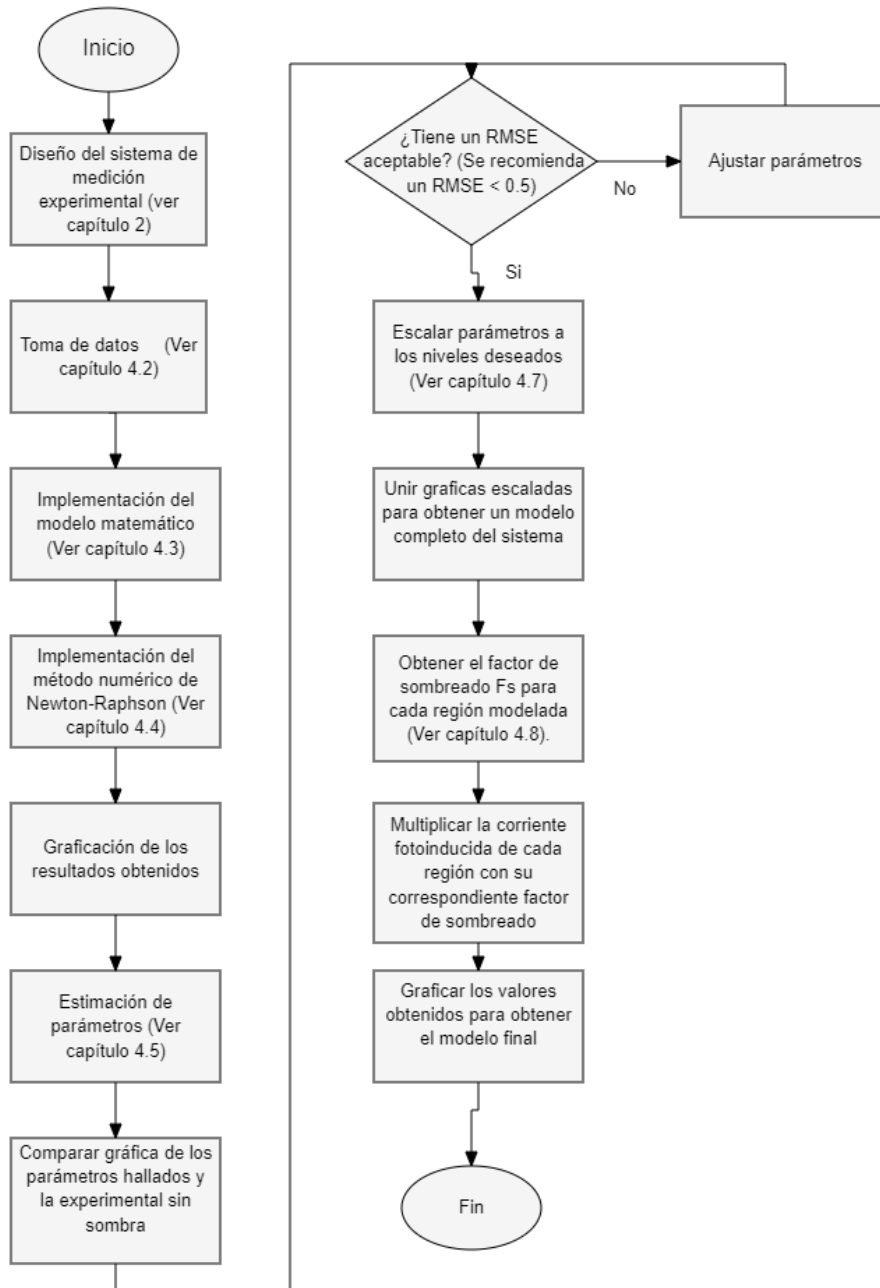 Inicio
Diseño del sistema de
medición
experimental (ver
capítulo 2)
Toma de datos (Ver
capítulo 4.2)
Implementación del
modelo matemático
(Ver capítulo 4.3)
Implementación del
método numérico de
Newton-Raphson (Ver
capítulo 4.4)
Graficación de los
resultados obtenidos
Estimación de
parámetros (Ver
capítulo 4.5)
Comparar gráfica de los
parámetros hallados y
la experimental sin
sombra
¿Tiene un RMSE
aceptable? (Se recomienda
un RMSE < 0.5)
No
Ajustar parámetros
Si
Escalar parámetros a
los niveles deseados
(Ver capítulo 4.7)
Unir graficas escaladas
para obtener un modelo
completo del sistema
Obtener el factor de
sombreado Fs para
cada región modelada
(Ver capítulo 4.8).
Multiplicar la corriente
fotoinducida de cada
región con su
correspondiente factor
de sombreado
Graficar los valores
obtenidos para obtener
el modelo final
Fin